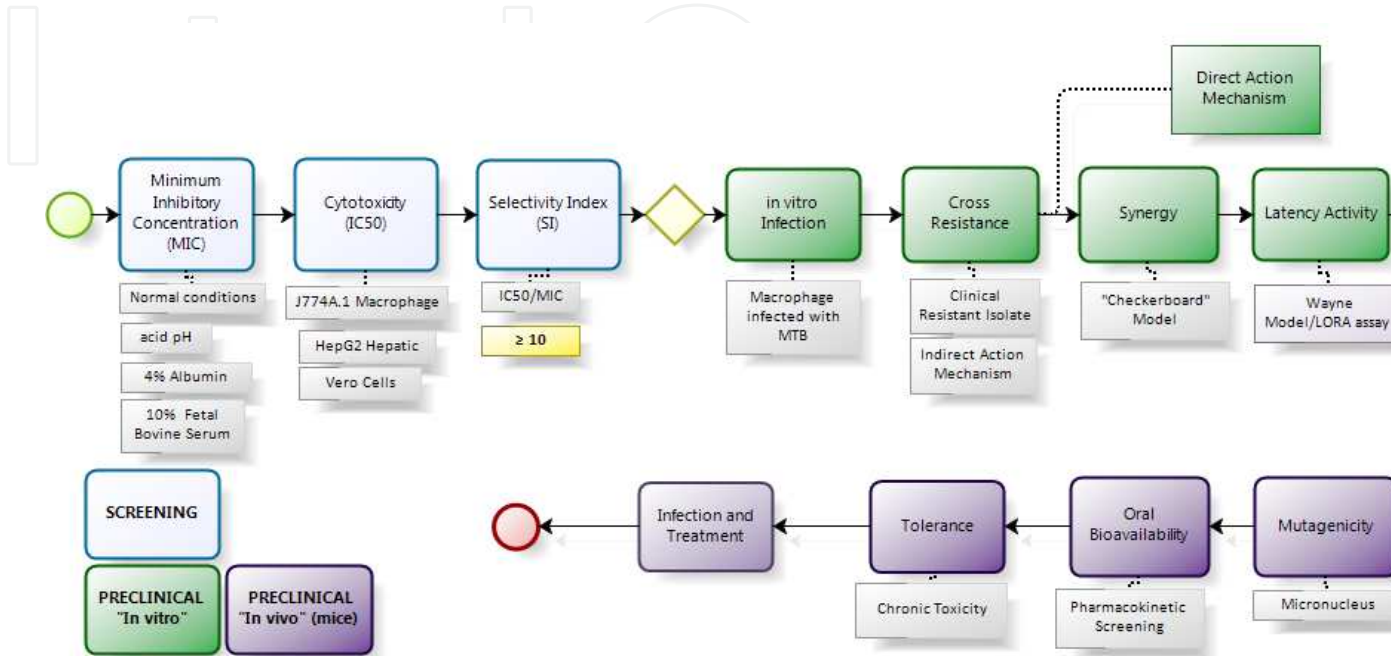 Direct Action
Mechanism
Minimum
Inhibitory
Concentration
(MIC)
Cytotoxicity
(IC50)
Selectivity Index
(SI)
in vitro
Infection
Cross
Resistance
Synergy
Latency Activity
Normal conditions
acid pH
4% Albumin
10% Fetal
Bovine Serum
J774A.1 Macrophage
HepG2 Hepatic
Vero Cells
IC50/MIC
≥ 10
Macrophage
infected with
MTB
Clinical
Resistant Isolate
Indirect Action
Mechanism
"Checkerboard"
Model
Wayne
Model/LORA assay
SCREENING
PRECLINICAL
"In vitro"
PRECLINICAL
"In vivo" (mice)
Infection and
Treatment
Tolerance
Oral
Bioavailability
Mutagenicity
Chronic Toxicity
Pharmacokinetic
Screening
Micronucleus